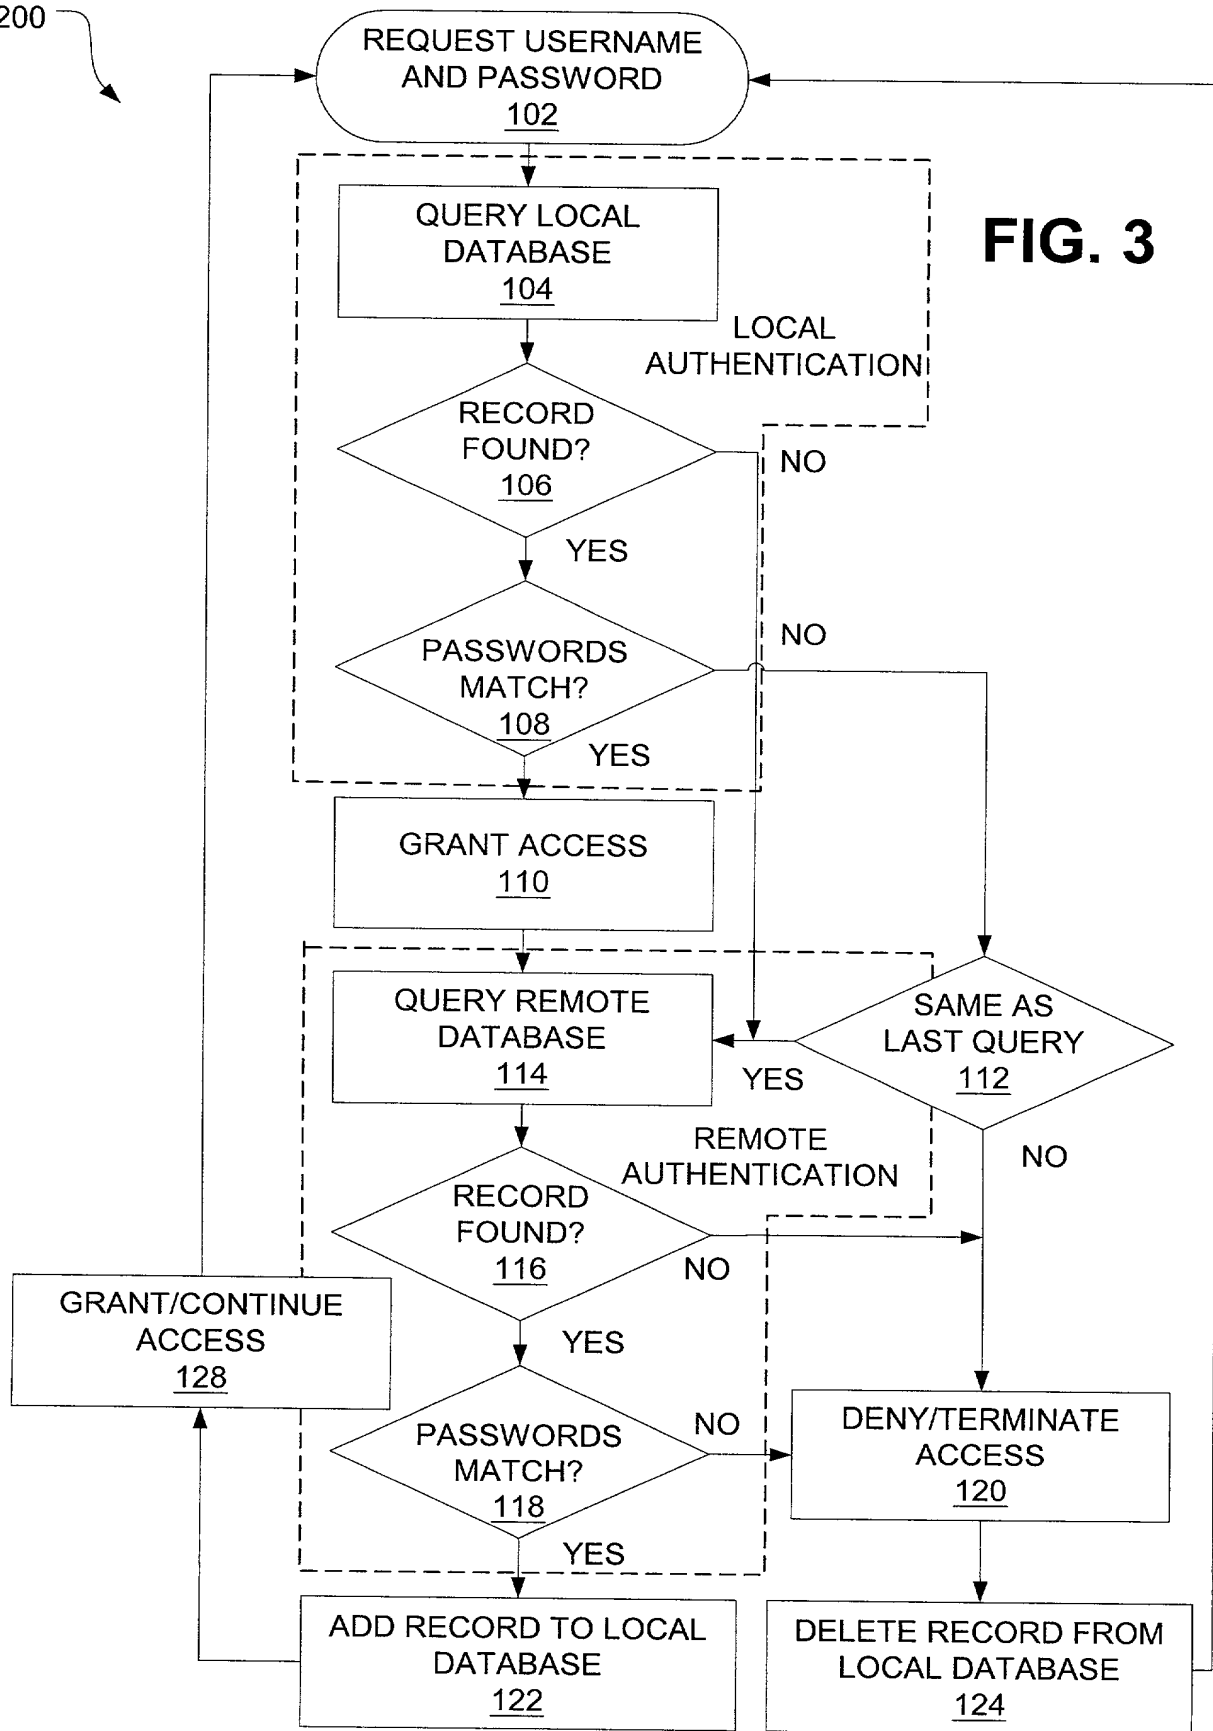 200
REQUEST USERNAME
AND PASSWORD
102
FIG. 3
QUERY LOCAL
DATABASE
104
LOCAL
AUTHENTICATION
RECORD
FOUND?
106
NO
YES
PASSWORDS
MATCH?
108
NO
YES
GRANT ACCESS
110
QUERY REMOTE
DATABASE
114
SAME AS
LAST QUERY
112
YES
NO
REMOTE
AUTHENTICATION
RECORD
FOUND?
116
NO
YES
GRANT/CONTINUE
ACCESS
128
PASSWORDS
MATCH?
118
NO
YES
DENY/TERMINATE
ACCESS
120
ADD RECORD TO LOCAL
DATABASE
122
DELETE RECORD FROM
LOCAL DATABASE
124